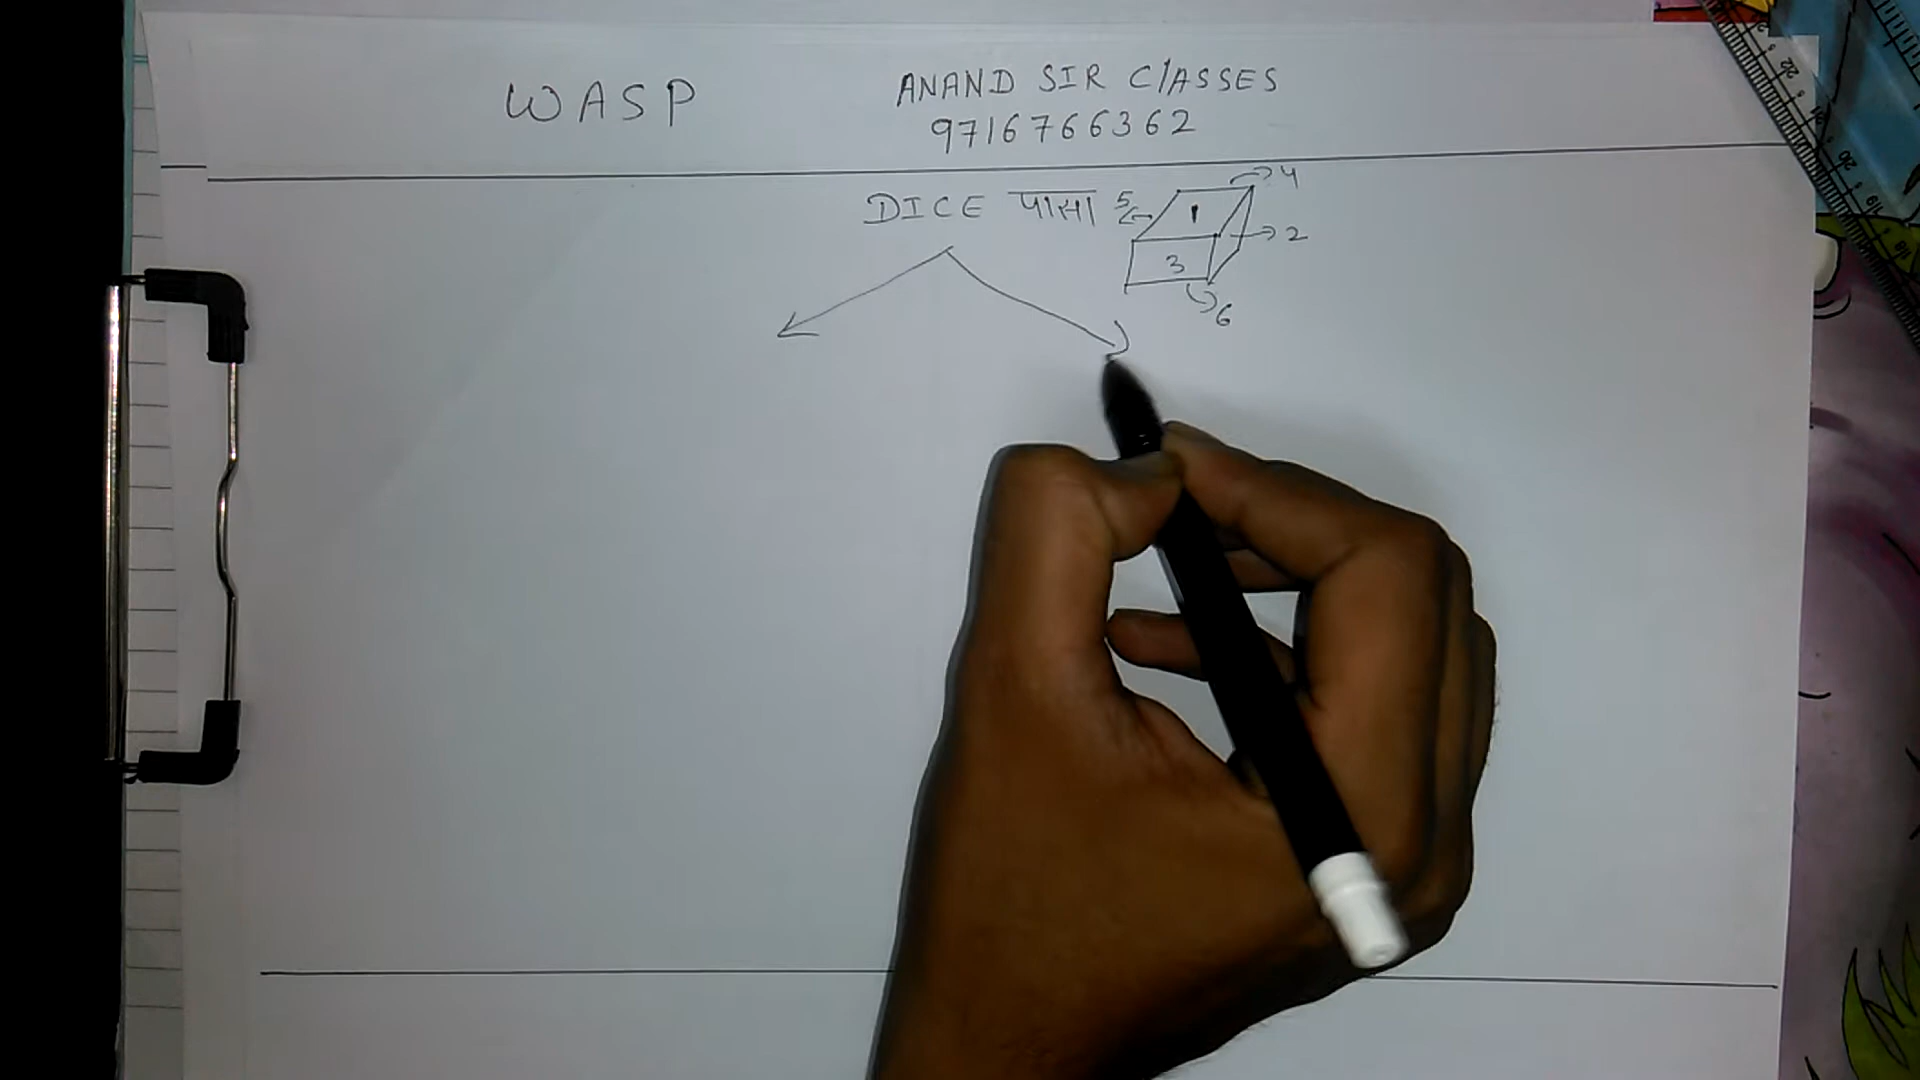 WASP
ANAND SIR ClASSES
9716766362
DICE पासा
5 1 4
2
3
6